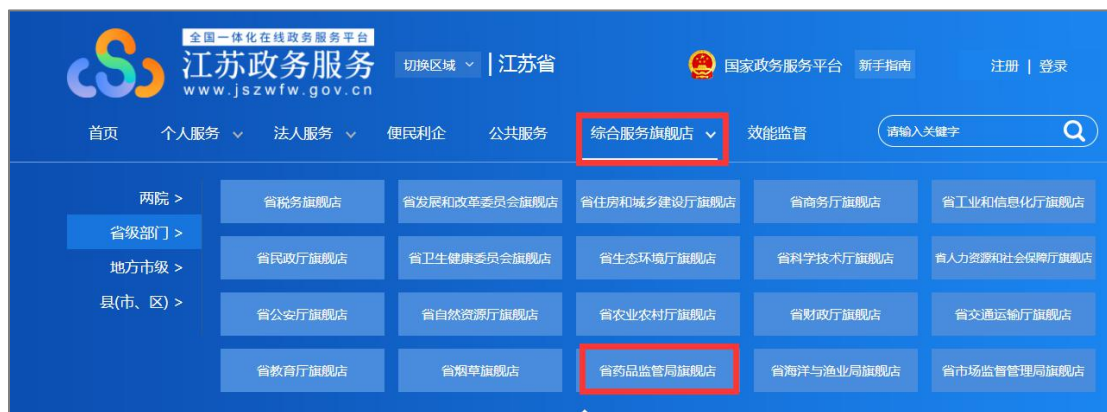 全国一体化在线政务服务平台
江苏政务服务
www.jszwfw.gov.cn
切换区域 | 江苏省
国家政务服务平台 新手指南
注册 | 登录
首页 个人服务 法人服务 便民利企 公共服务 综合服务旗舰店 效能监督 请输入关键字
两院 >
省级部门 >
地方市级 >
县(市、区) >
省税务旗舰店 省发展和改革委员会旗舰店 省住房和城乡建设厅旗舰店 省商务厅旗舰店 省工业和信息化厅旗舰店
省民政厅旗舰店 省卫生健康委员会旗舰店 省生态环境厅旗舰店 省科学技术厅旗舰店 省人力资源和社会保障厅旗舰店
省公安厅旗舰店 省自然资源厅旗舰店 省农业农村厅旗舰店 省财政厅旗舰店 省交通运输厅旗舰店
省教育厅旗舰店 省烟草旗舰店 省药品监管局旗舰店 省海洋与渔业局旗舰店 省市场监督管理局旗舰店